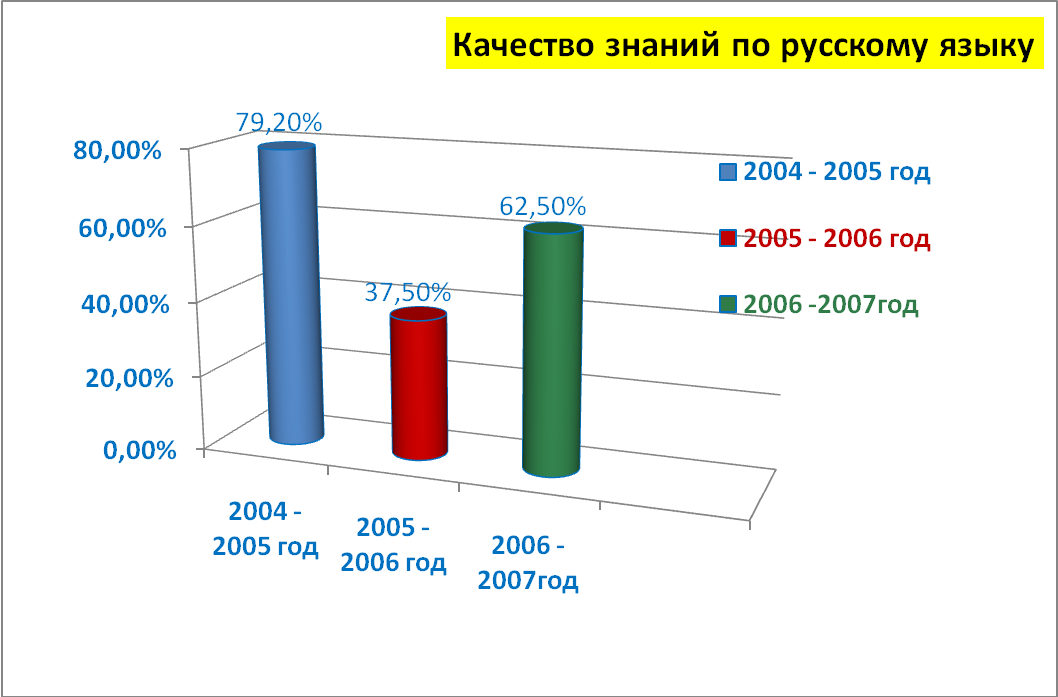 Качество знаний по русскому языку
79,20%
80,00%
62,50%
60,00%
37,50%
40,00%
20,00%
0,00%
2004 - 2005 год
2005 - 2006 год
2006 -2007год
2004 -
2005 год
2005 -
2006 год
2006 -
2007год